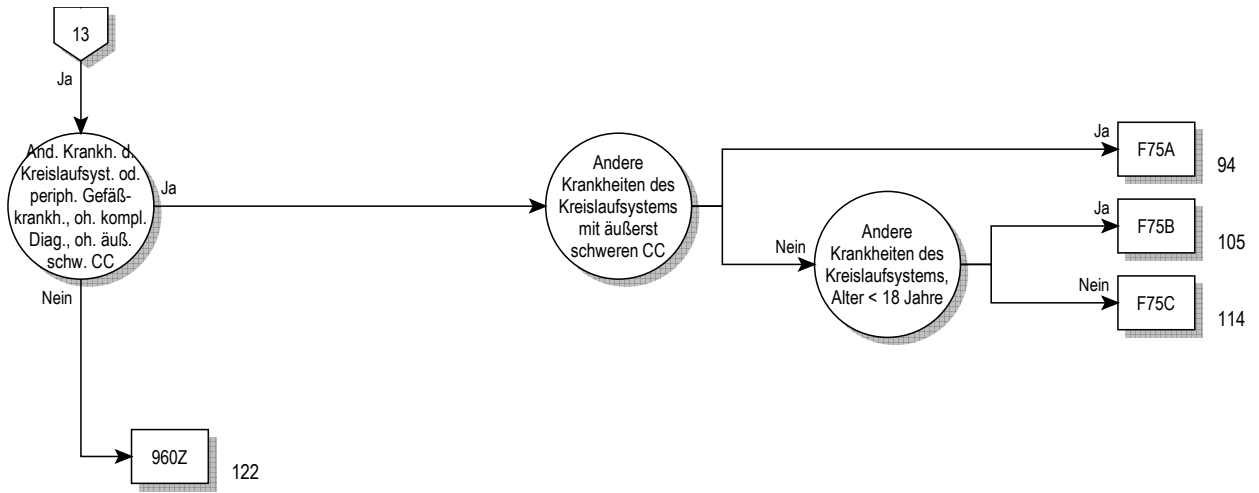 13
Ja
And. Krankh. d.
Kreislaufsyst. od.
periph. Gefäß-
krankh., oh. kompl.
Diag., oh. äuß.
schw. CC
Ja
Nein
Andere
Krankheiten des
Kreislaufsystems
mit äußerst
schweren CC
Ja
F75A
94
Nein
Andere
Krankheiten des
Kreislaufsystems,
Alter < 18 Jahre
Ja
F75B
105
Nein
F75C
114
960Z
122